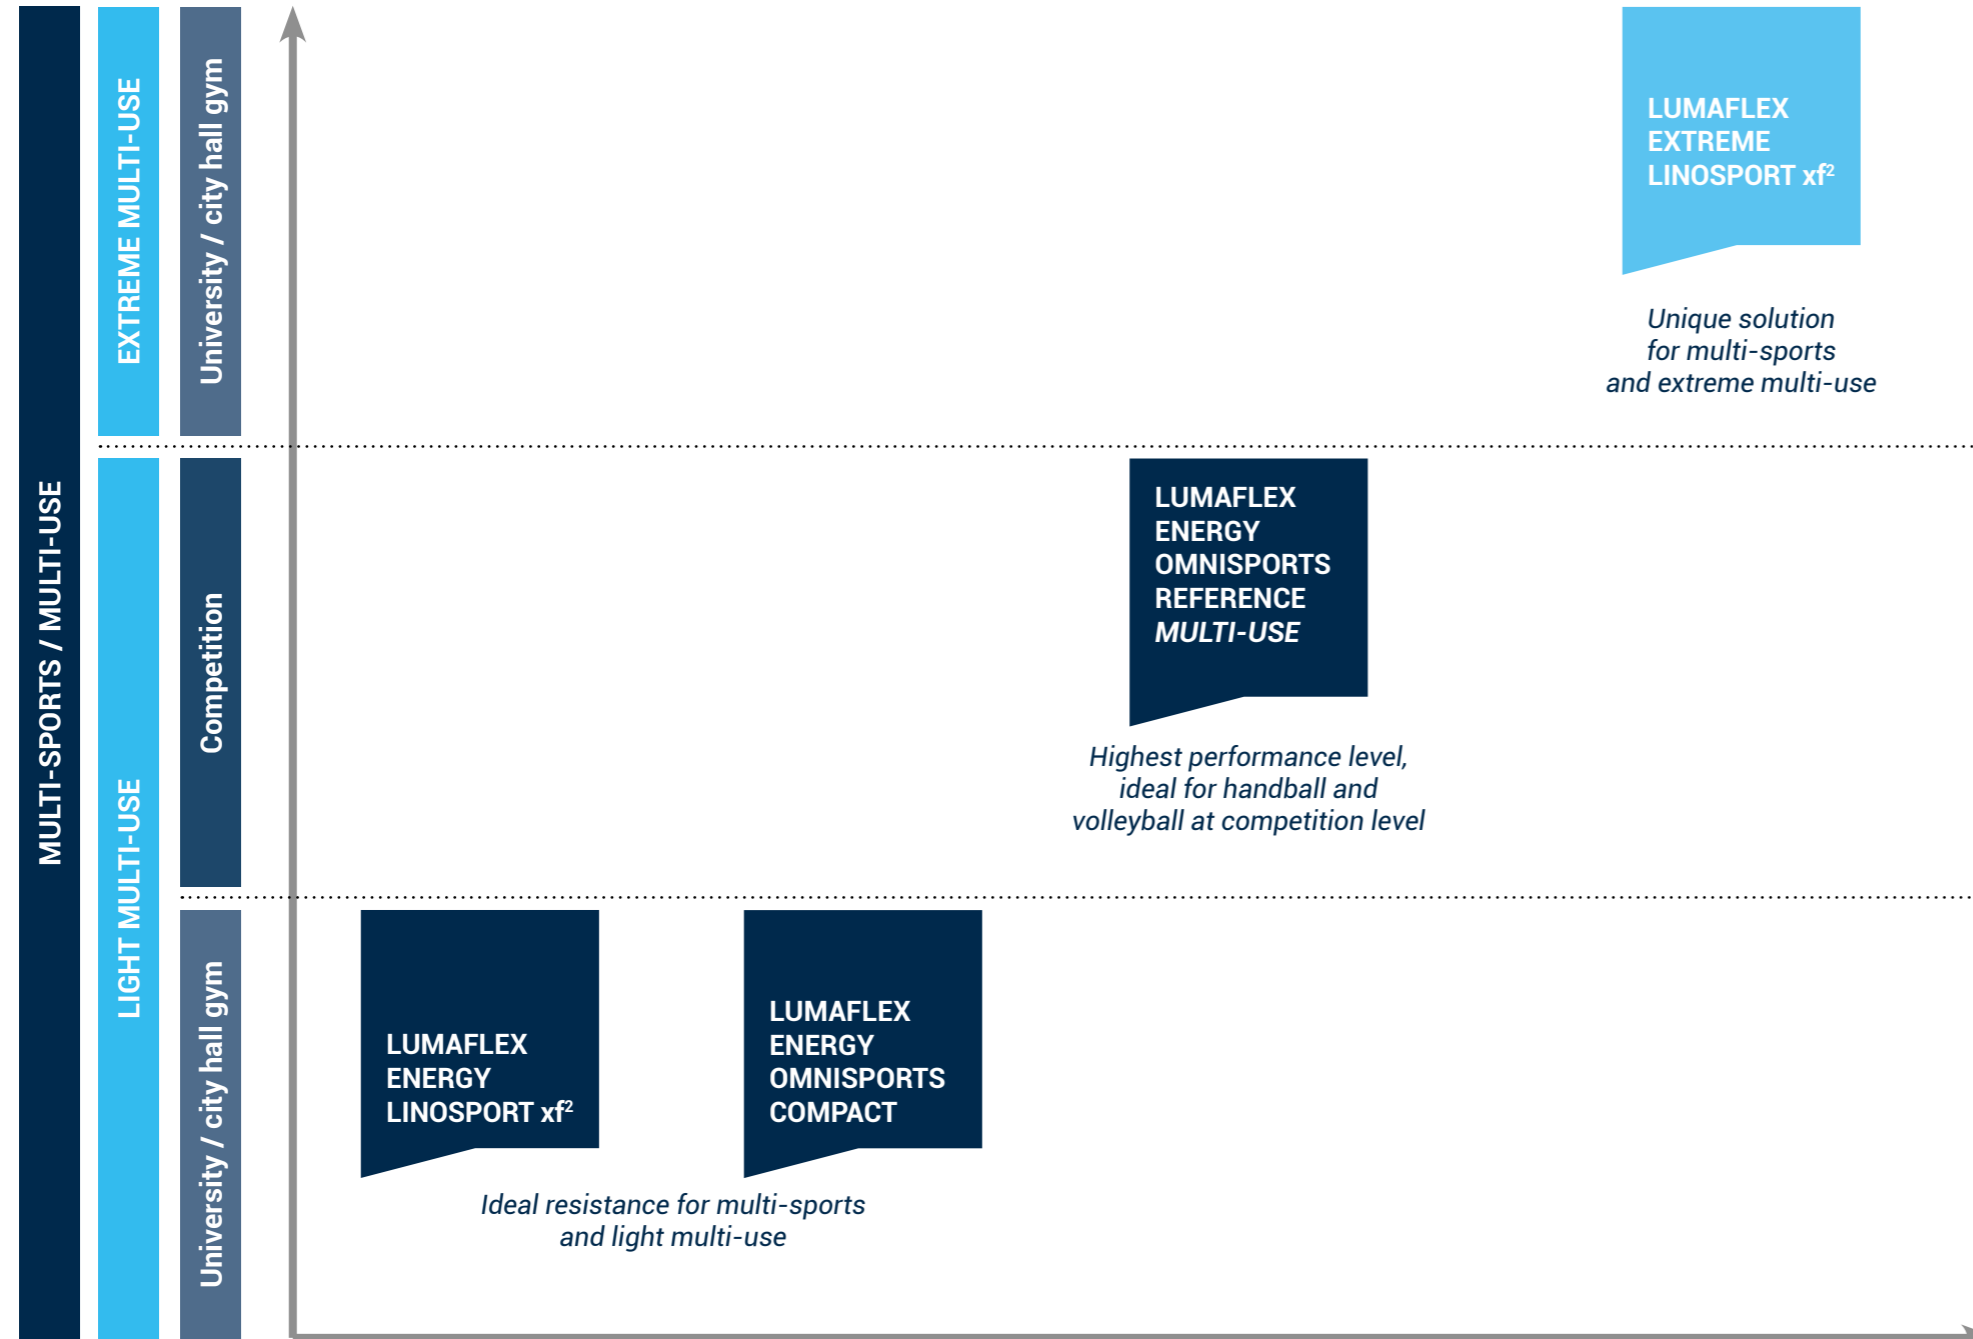 MULTI-SPORTS / MULTI-USE
EXTREME MULTI-USE
University / city hall gym
LUMAFLEX
EXTREME
LINOSPORT xf²
Unique solution
for multi-sports
and extreme multi-use
LIGHT MULTI-USE
Competition
LUMAFLEX
ENERGY
OMNISPORTS
REFERENCE
MULTI-USE
Highest performance level,
ideal for handball and
volleyball at competition level
University / city hall gym
LUMAFLEX
ENERGY
LINOSPORT xf²
LUMAFLEX
ENERGY
OMNISPORTS
COMPACT
Ideal resistance for multi-sports
and light multi-use